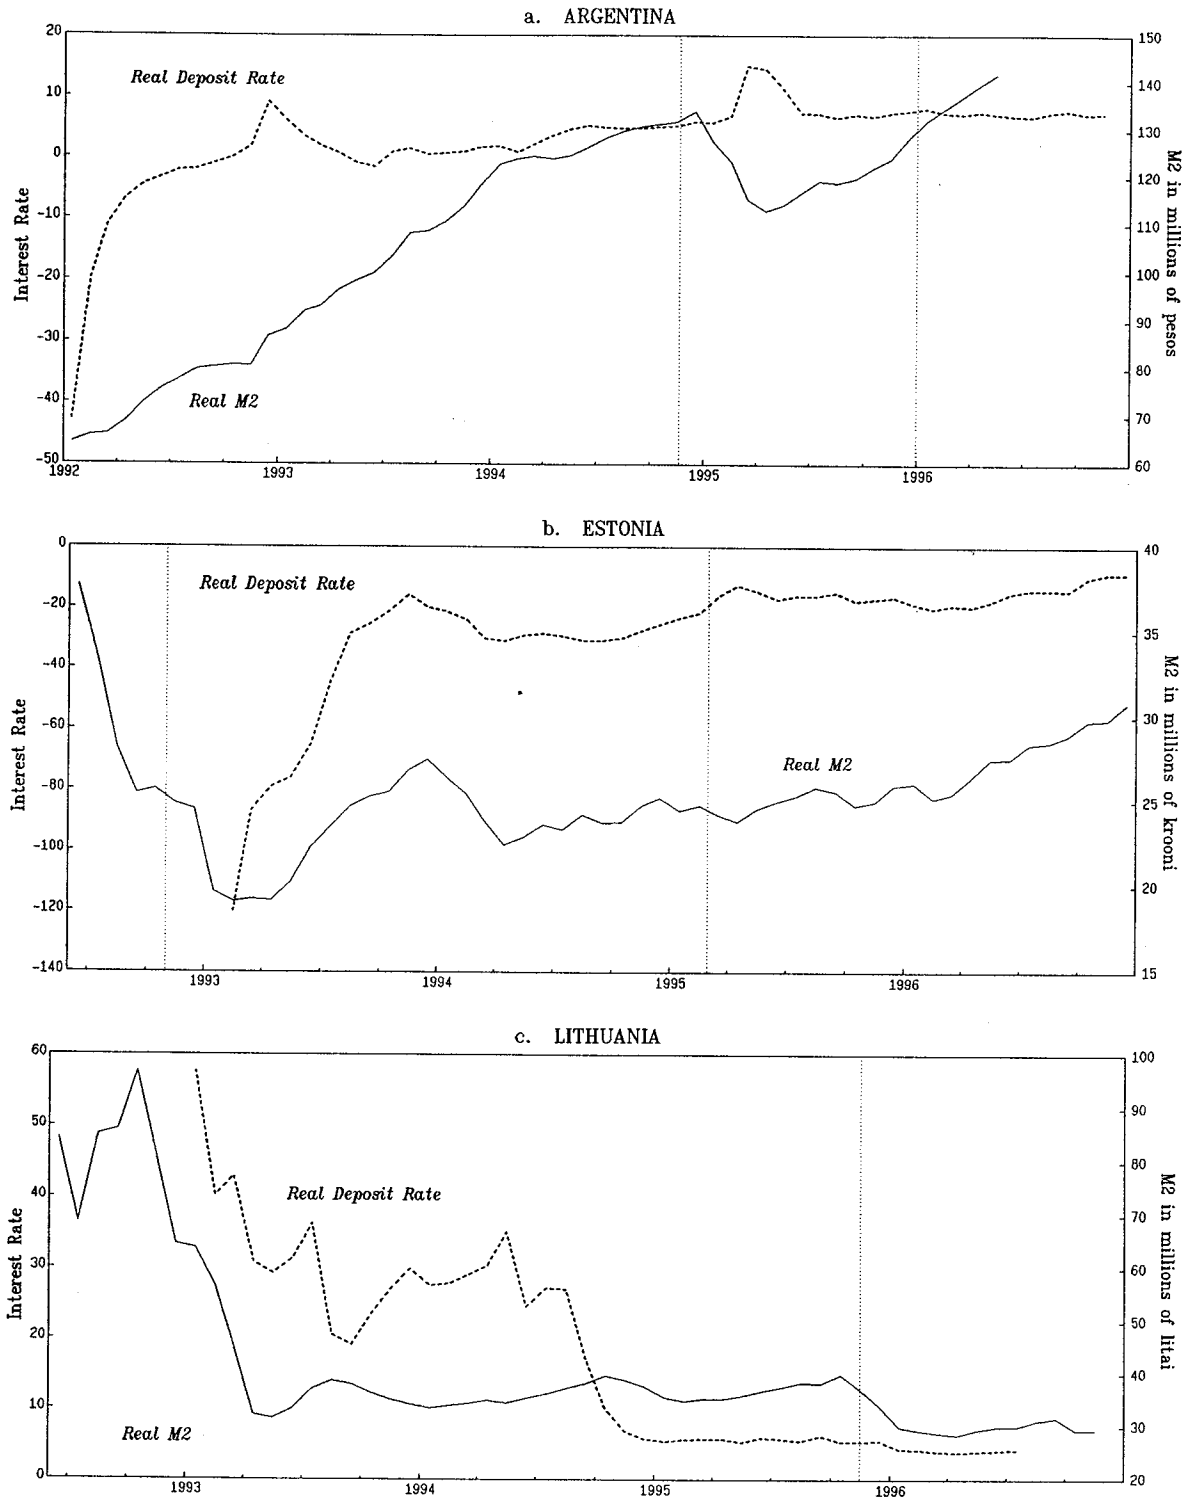 a. ARGENTINA
20
10
0
-10
-20
-30
-40
-50
Interest Rate
Real Deposit Rate
Real M2
150
140
130
120
110
100
90
80
70
60
M2 in millions of pesos
1992 1993 1994 1995 1996
b. ESTONIA
0
-20
-40
-60
-80
-100
-120
-140
Interest Rate
Real Deposit Rate
Real M2
40
35
30
25
20
15
M2 in millions of krooni
1993 1994 1995 1996
c. LITHUANIA
60
50
40
30
20
10
0
Interest Rate
Real Deposit Rate
Real M2
100
90
80
70
60
50
40
30
20
M2 in millions of litai
1993 1994 1995 1996